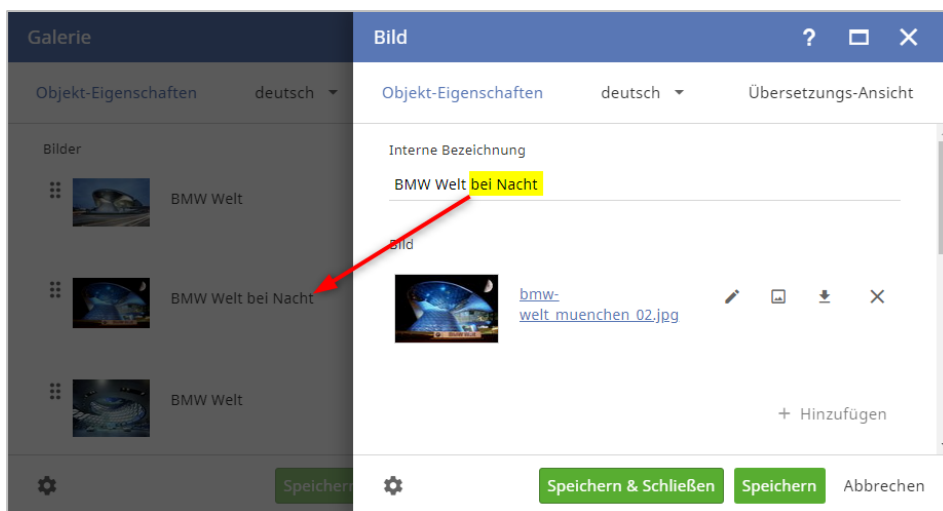 Galerie
Objekt-Eigenschaften deutsch
Bilder
BMW Welt
BMW Welt bei Nacht
BMW Welt
Speichern
Bild ?
Objekt-Eigenschaften deutsch Übersetzungs-Ansicht
Interne Bezeichnung
BMW Welt bei Nacht
Bild
bmw-
welt_muenchen_02.jpg
+ Hinzufügen
Speichern & Schließen Speichern Abbrechen